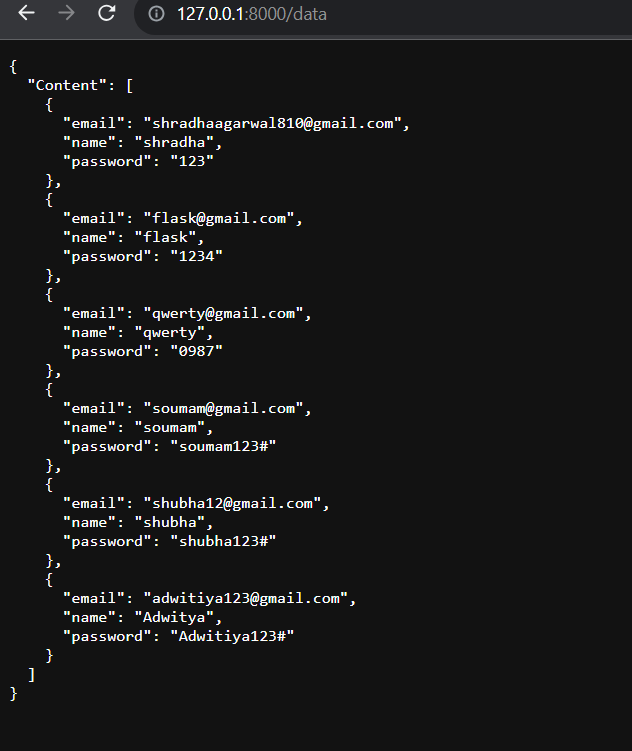 127.0.0.1:8000/data
{
  "Content": [
    {
      "email": "shradhaagarwal810@gmail.com",
      "name": "shradha",
      "password": "123"
    },
    {
      "email": "flask@gmail.com",
      "name": "flask",
      "password": "1234"
    },
    {
      "email": "qwerty@gmail.com",
      "name": "qwerty",
      "password": "0987"
    },
    {
      "email": "soumam@gmail.com",
      "name": "soumam",
      "password": "soumam123#"
    },
    {
      "email": "shubha12@gmail.com",
      "name": "shubha",
      "password": "shubha123#"
    },
    {
      "email": "adwitiya123@gmail.com",
      "name": "Adwitya",
      "password": "Adwitiya123#"
    }
  ]
}